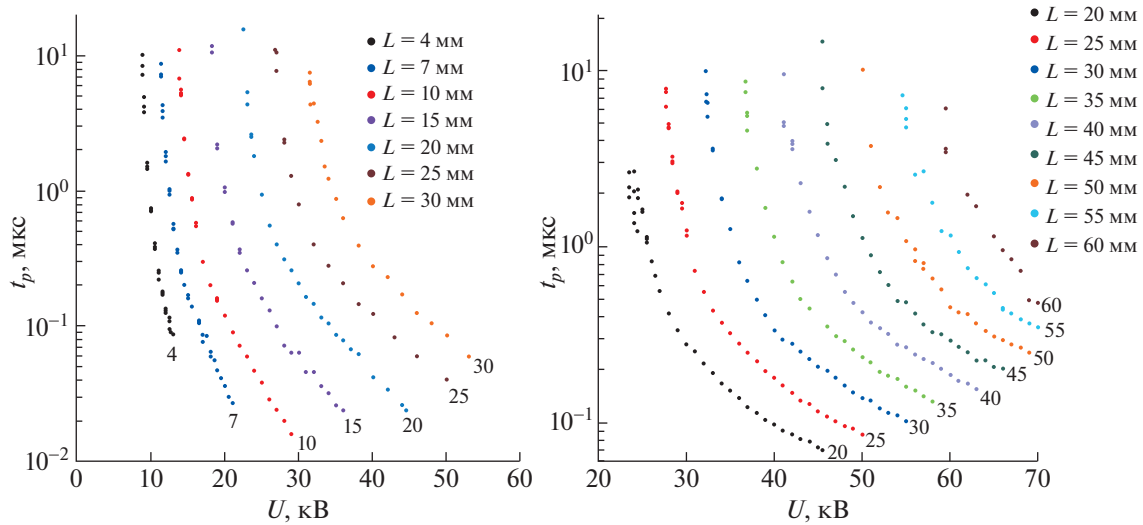 t_p, мкс
10^1
10^0
10^{-1}
10^{-2}
0
10
20
30
40
50
60
U, кВ
L = 4 мм
L = 7 мм
L = 10 мм
L = 15 мм
L = 20 мм
L = 25 мм
L = 30 мм
4
7
10
15
20
25
30
t_p, мкс
10^1
10^0
10^{-1}
20
30
40
50
60
70
U, кВ
L = 20 мм
L = 25 мм
L = 30 мм
L = 35 мм
L = 40 мм
L = 45 мм
L = 50 мм
L = 55 мм
L = 60 мм
20
25
30
35
40
45
50
55
60